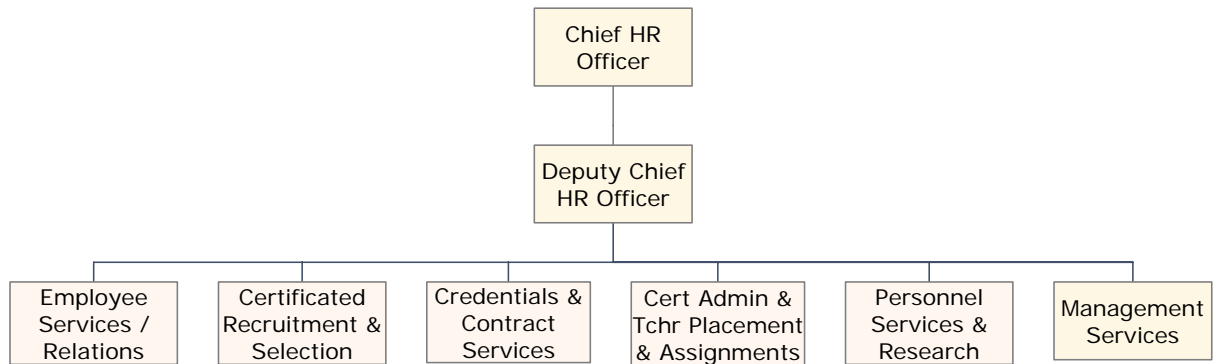 Chief HR
Officer
Deputy Chief
HR Officer
Employee
Services /
Relations
Certificated
Recruitment &
Selection
Credentials &
Contract
Services
Cert Admin &
Tchr Placement
& Assignments
Personnel
Services &
Research
Management
Services